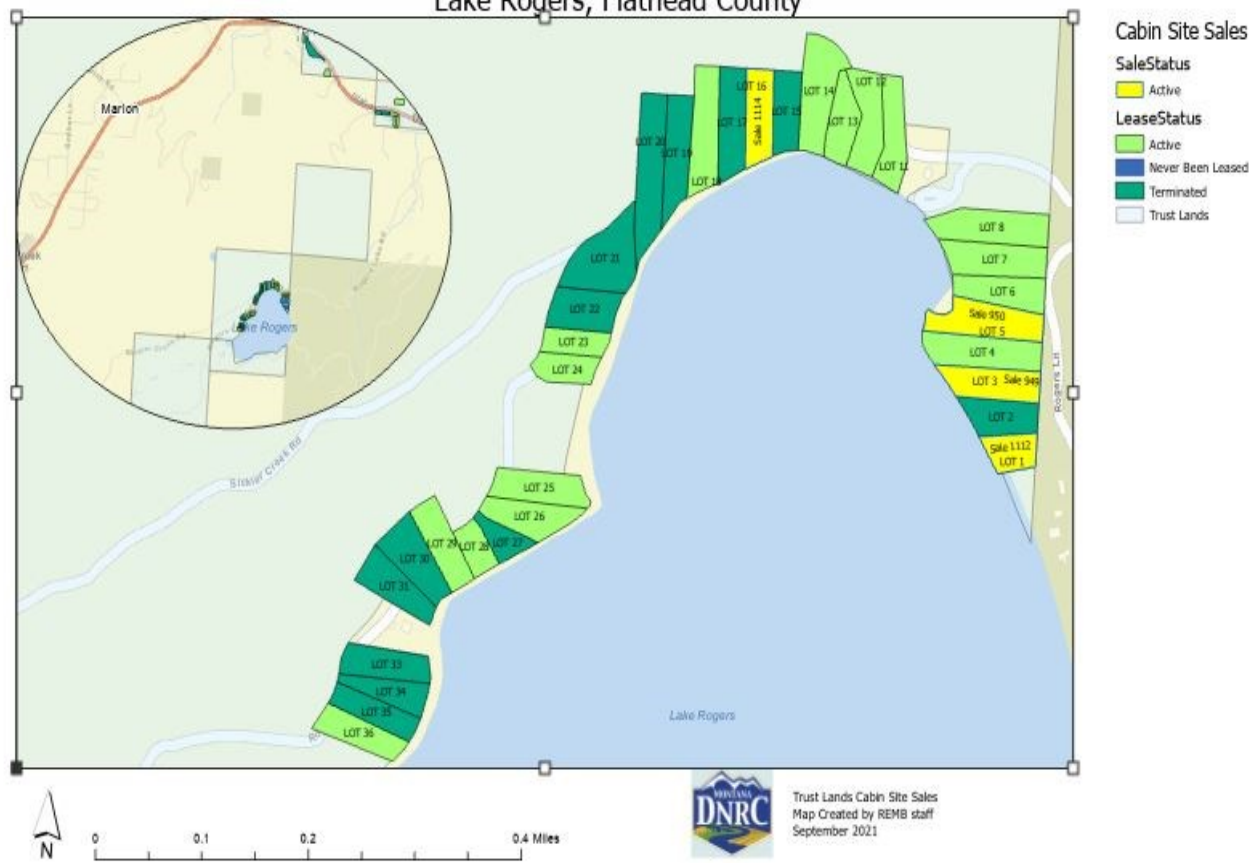 Lake Rogers, Flathead County
Cabin Site Sales
SaleStatus
Active
LeaseStatus
Active
Never Been Leased
Terminated
Trust Lands
Marion
Lake Rogers
LOT 20
LOT 19
LOT 18
LOT 17
LOT 16
Sale 1114
LOT 15
LOT 14
LOT 13
LOT 12
LOT 11
LOT 8
LOT 7
LOT 6
Sale 950
LOT 5
LOT 4
LOT 3 Sale 949
LOT 2
Sale 1112
LOT 1
Rogers Ln
LOT 21
LOT 22
LOT 23
LOT 24
LOT 25
LOT 26
LOT 27
LOT 28
LOT 29
LOT 30
LOT 31
LOT 33
LOT 34
LOT 35
LOT 36
Lake Rogers
N
0 0.1 0.2 0.4 Miles
MONTANA
DNRC
Trust Lands Cabin Site Sales
Map Created by REMB staff
September 2021